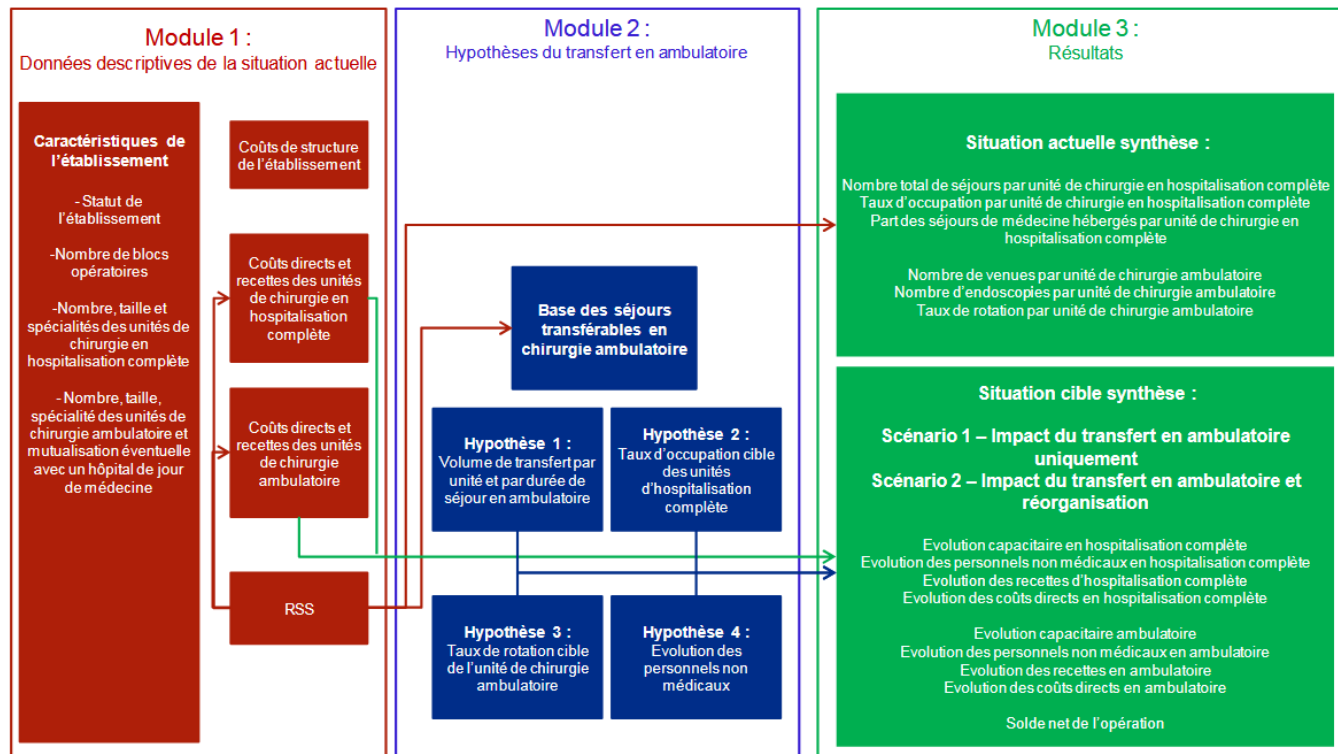 Module 1 :
Données descriptives de la situation actuelle
Caractéristiques de
l'établissement
- Statut de
l'établissement
-Nombre de blocs
opératoires
-Nombre, taille et
spécialités des unités de
chirurgie en
hospitalisation complète
- Nombre, taille,
spécialité des unités de
chirurgie ambulatoire et
mutualisation éventuelle
avec un hôpital de jour
de médecine
Coûts de structure
de l'établissement
Coûts directs et
recettes des unités
de chirurgie en
hospitalisation
complète
Coûts directs et
recettes des unités
de chirurgie
ambulatoire
RSS
Module 2 :
Hypothèses du transfert en ambulatoire
Base des séjours
transférables en
chirurgie ambulatoire
Hypothèse 1 :
Volume de transfert par
unité et par durée de
séjour en ambulatoire
Hypothèse 2 :
Taux d'occupation cible
des unités
d'hospitalisation
complète
Hypothèse 3 :
Taux de rotation cible
de l'unité de chirurgie
ambulatoire
Hypothèse 4 :
Evolution des
personnels non
médicaux
Module 3 :
Résultats
Situation actuelle synthèse :
Nombre total de séjours par unité de chirurgie en hospitalisation complète
Taux d'occupation par unité de chirurgie en hospitalisation complète
Part des séjours de médecine hébergés par unité de chirurgie en
hospitalisation complète
Nombre de venues par unité de chirurgie ambulatoire
Nombre d'endoscopies par unité de chirurgie ambulatoire
Taux de rotation par unité de chirurgie ambulatoire
Situation cible synthèse :
Scénario 1 – Impact du transfert en ambulatoire
uniquement
Scénario 2 – Impact du transfert en ambulatoire et
réorganisation
Evolution capacitaire en hospitalisation complète
Evolution des personnels non médicaux en hospitalisation complète
Evolution des recettes d'hospitalisation complète
Evolution des coûts directs en hospitalisation complète
Evolution capacitaire ambulatoire
Evolution des personnels non médicaux en ambulatoire
Evolution des recettes en ambulatoire
Evolution des coûts directs en ambulatoire
Solde net de l'opération